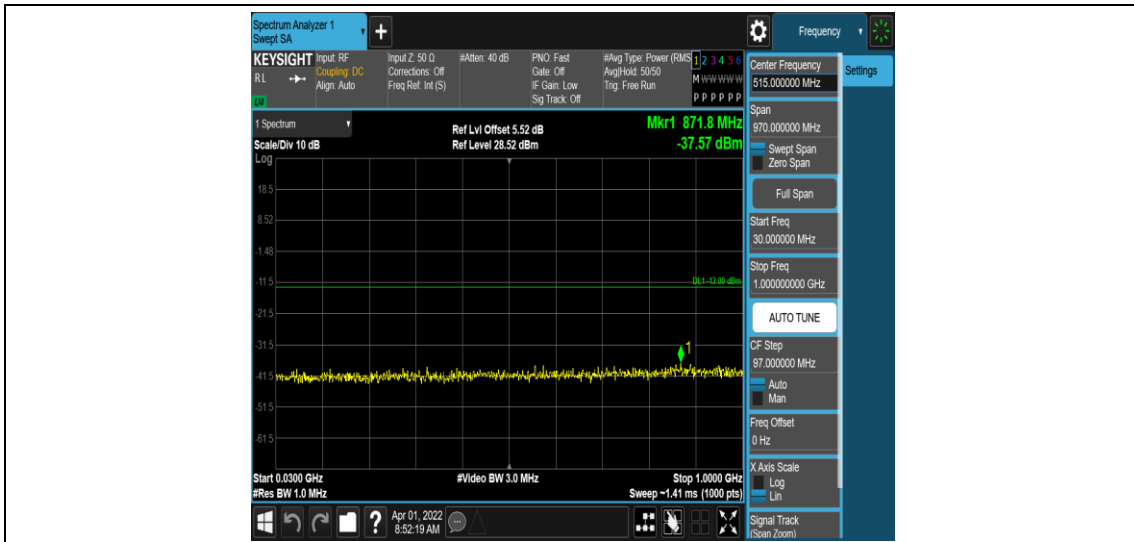 Spectrum Analyzer 1
Swept SA
+
Frequency
KEYSIGHT
RL
LXI
Input: RF
Coupling: DC
Align: Auto
Input Z: 50 Ω
Corrections: Off
Freq Ref: Int (S)
#Atten: 40 dB
PNO: Fast
Gate: Off
IF Gain: Low
Sig Track: Off
#Avg Type: Power (RMS
Avg|Hold: 50/50
Trig: Free Run
1 2 3 4 5 6
M W W W W W
P P P P P P
1 Spectrum
Scale/Div 10 dB
Log
Ref Lvl Offset 5.52 dB
Ref Level 28.52 dBm
Mkr1 871.8 MHz
-37.57 dBm
18.5
8.52
-1.48
-11.5
-21.5
-31.5
-41.5
-51.5
-61.5
DL1 -13.00 dBm
1
Start 0.0300 GHz
#Res BW 1.0 MHz
#Video BW 3.0 MHz
Stop 1.0000 GHz
Sweep ~1.41 ms (1000 pts)
Center Frequency
515.000000 MHz
Settings
Span
970.000000 MHz
Swept Span
Zero Span
Full Span
Start Freq
30.000000 MHz
Stop Freq
1.000000000 GHz
AUTO TUNE
CF Step
97.000000 MHz
Auto
Man
Freq Offset
0 Hz
X Axis Scale
Log
Lin
Signal Track
(Span Zoom)
?
Apr 01, 2022
8:52:19 AM